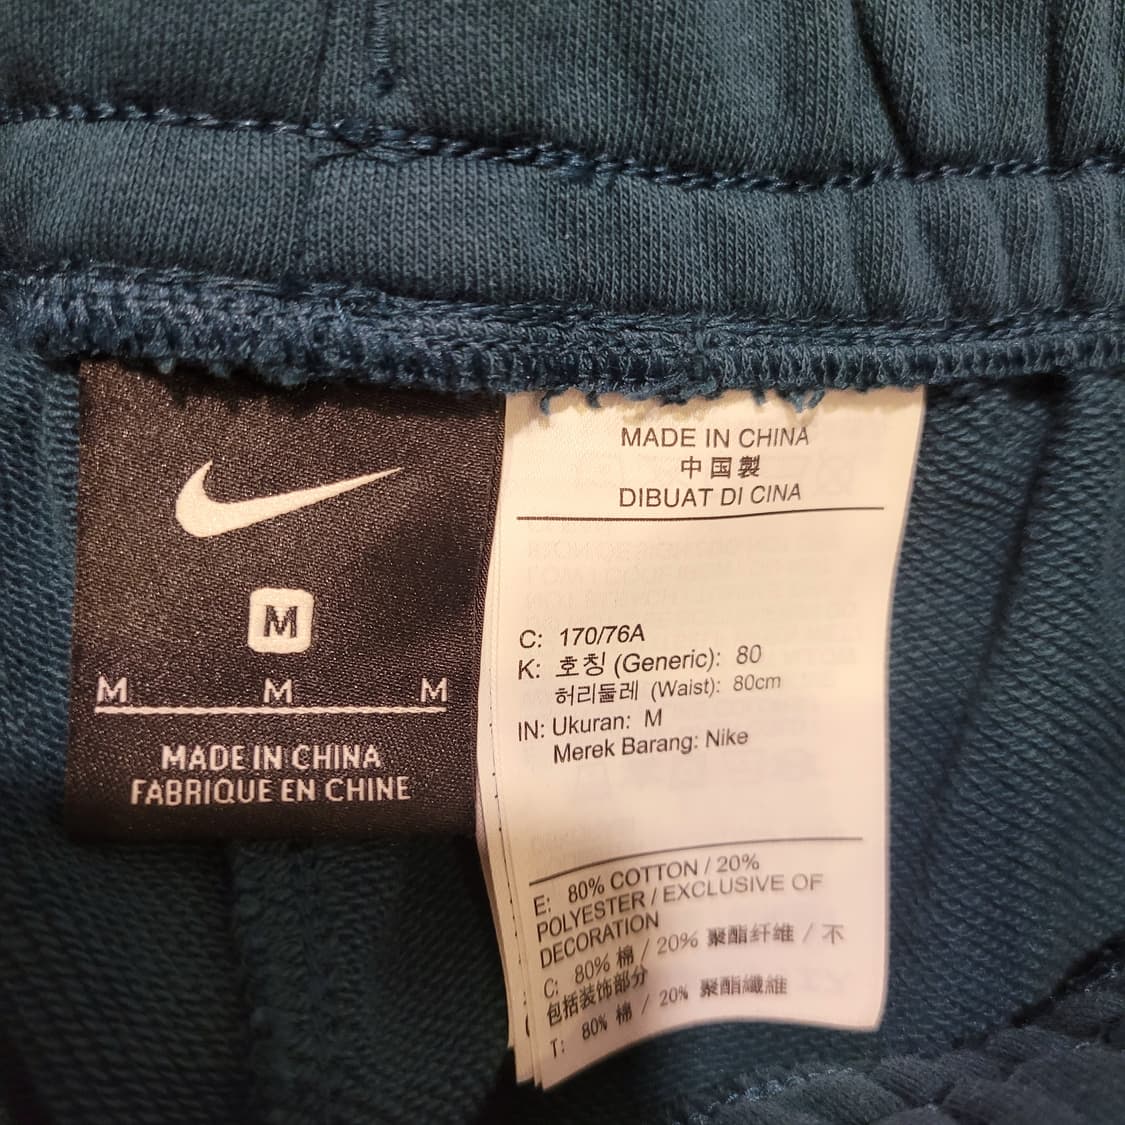 M
M M M
MADE IN CHINA
FABRIQUE EN CHINE
MADE IN CHINA
中国製
DIBUAT DI CINA
C: 170/76A
K: 호칭 (Generic): 80
허리둘레 (Waist): 80cm
IN: Ukuran: M
Merek Barang: Nike
E: 80% COTTON / 20%
POLYESTER / EXCLUSIVE OF
DECORATION
C: 80% 棉 / 20% 聚酯纤维 / 不
包括装饰部分
T: 80% 棉 / 20% 聚酯纖維